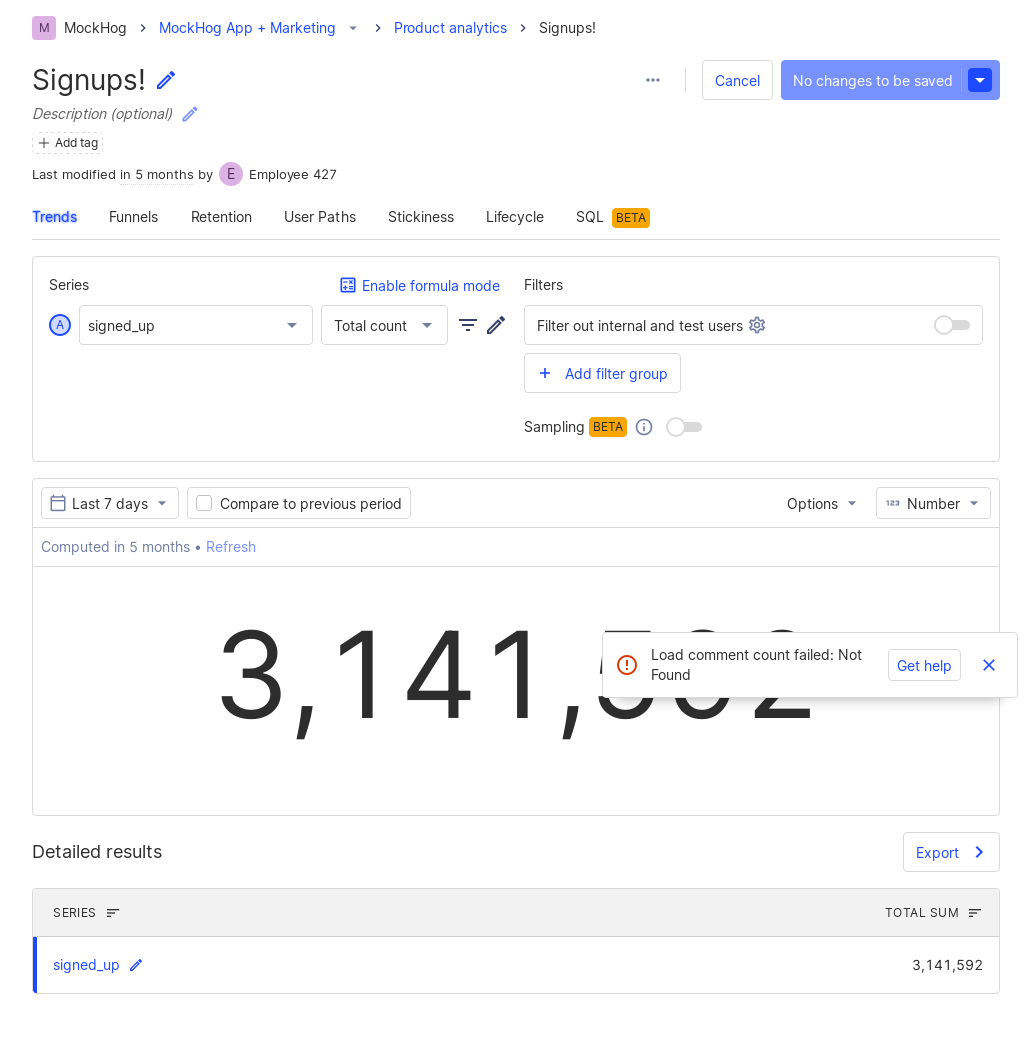 M MockHog MockHog App + Marketing Product analytics Signups!
Signups!
Cancel No changes to be saved
Description (optional)
Add tag
Last modified in 5 months by E Employee 427
Trends Funnels Retention User Paths Stickiness Lifecycle SQL BETA
Series Enable formula mode
A signed_up Total count
Filters
Filter out internal and test users
+ Add filter group
Sampling BETA
Last 7 days Compare to previous period Options 123 Number
Computed in 5 months • Refresh
3,141,592
Load comment count failed: Not
Found
Get help
Detailed results Export
SERIES TOTAL SUM
signed_up 3,141,592